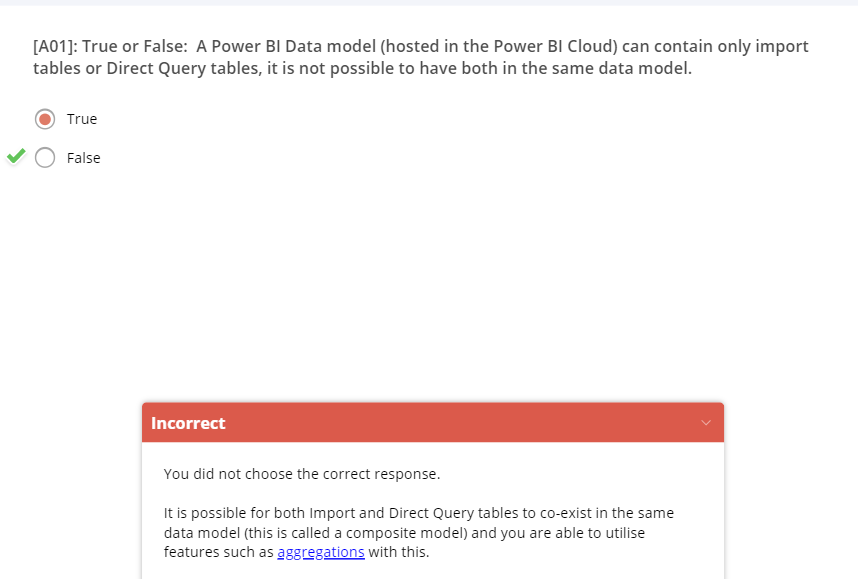 [A01]: True or False:  A Power BI Data model (hosted in the Power BI Cloud) can contain only import
tables or Direct Query tables, it is not possible to have both in the same data model.
True
False
Incorrect
You did not choose the correct response.
It is possible for both Import and Direct Query tables to co-exist in the same
data model (this is called a composite model) and you are able to utilise
features such as aggregations with this.